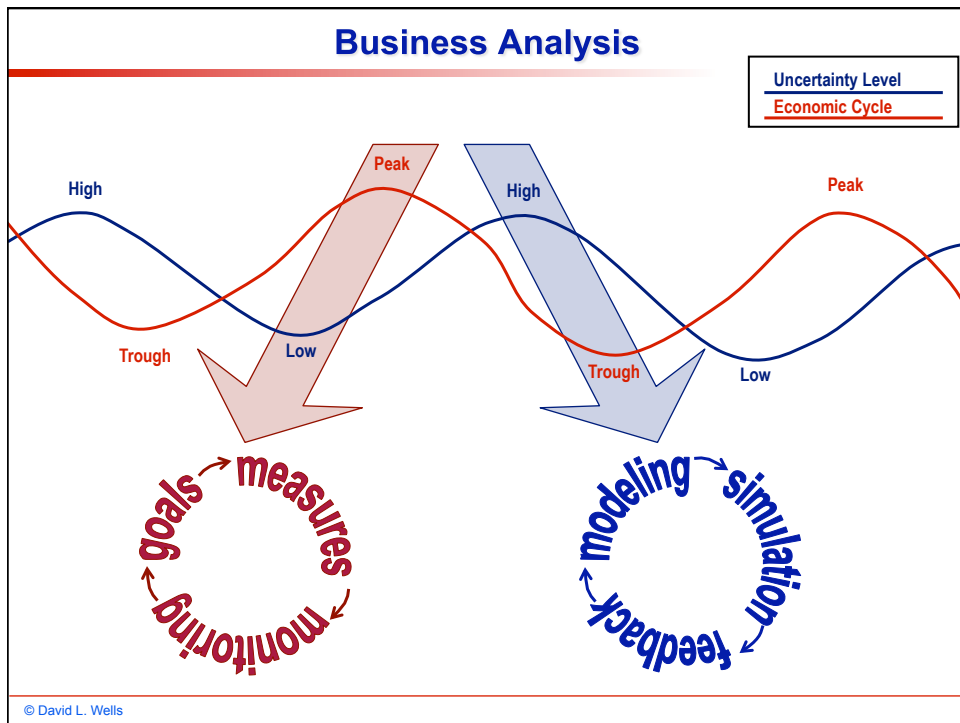 Business Analysis
Uncertainty Level
Economic Cycle
High
Peak
High
Peak
Trough
Low
Trough
Low
goals
measures
monitoring
modeling
simulation
feedback
© David L. Wells